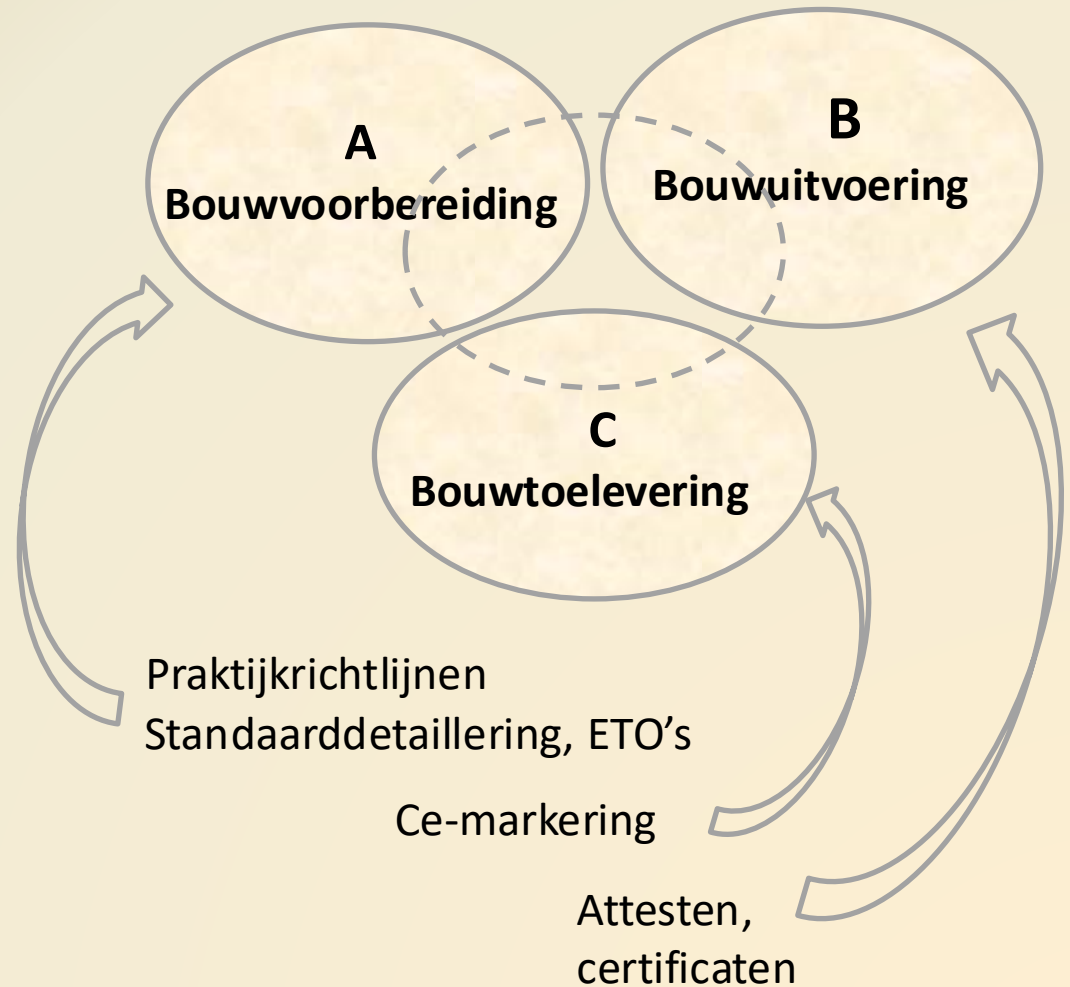 A
Bouwvoorbereiding
B
Bouwuitvoering
C
Bouwtoelevering
Praktijkrichtlijnen
Standaarddetaillering, ETO’s
Ce-markering
Attesten,
certificaten